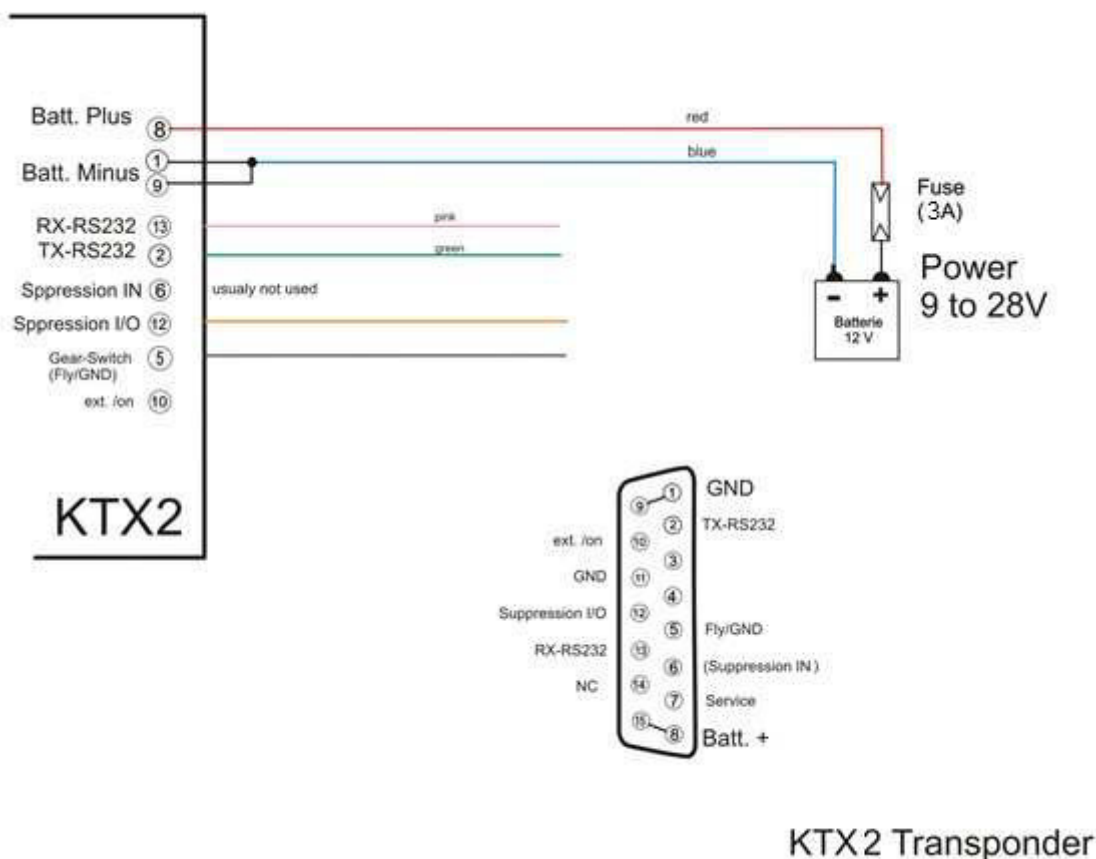 Batt. Plus 8
red
1
Batt. Minus
9
blue
Fuse
(3A)
RX-RS232 13
pink
TX-RS232 2
green
Power
9 to 28V
- +
Batterie
12 V
Sppression IN 6 usualy not used
Sppression I/O 12
Gear-Switch 5
(Fly/GND)
ext. /on 10
KTX2
1 GND
9
2 TX-RS232
ext. /on 10
3
GND 11
4
Suppression I/O 12
5 Fly/GND
RX-RS232 13
6 (Suppression IN )
NC 14
7 Service
15
8 Batt. +
KTX2 Transponder